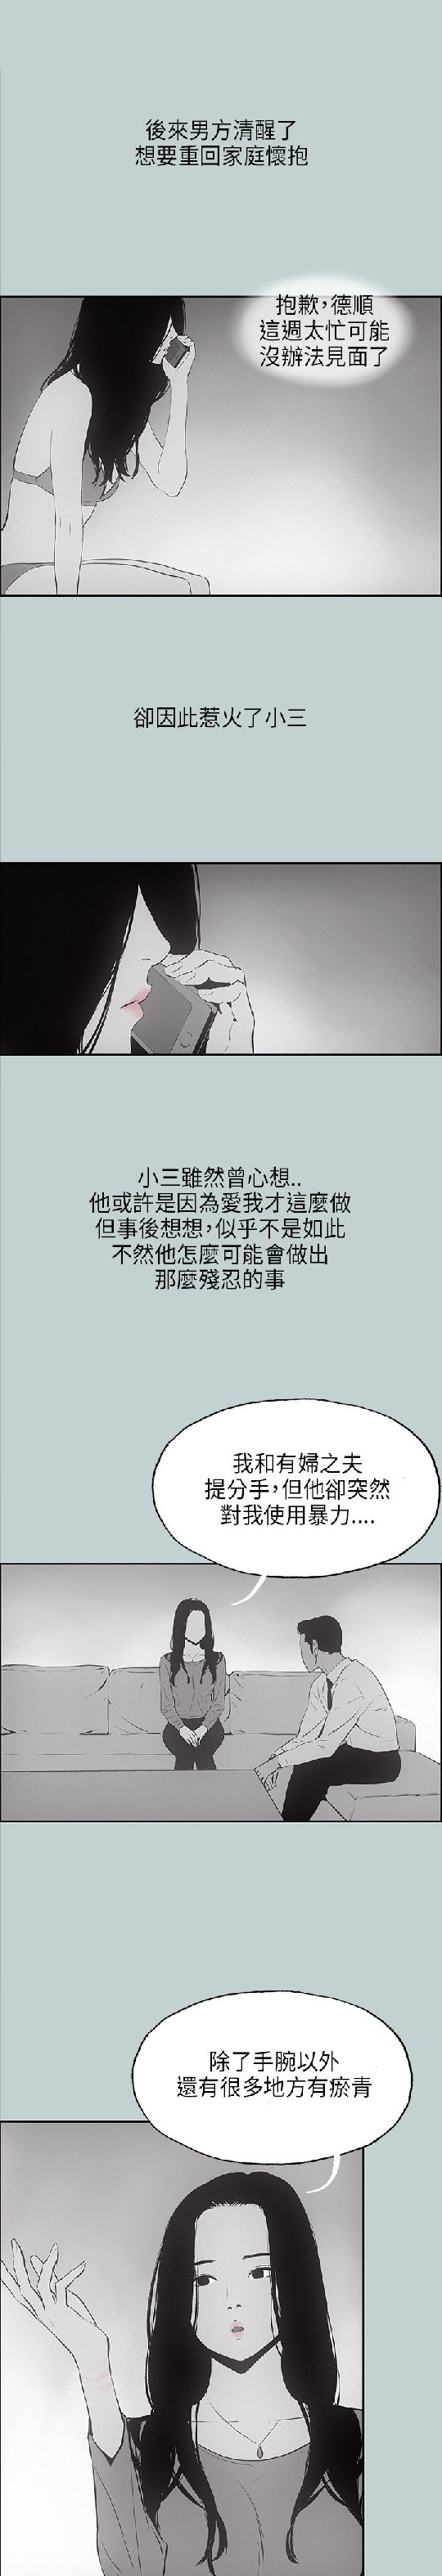 後來男方清醒了
想要重回家庭懷抱
抱歉，德順
這週太忙可能
沒辦法見面了
卻因此惹火了小三
小三雖然曾心想..
他或許是因為愛我才這麼做
但事後想想，似乎不是如此
不然他怎麼可能會做出
那麼殘忍的事
我和有婦之夫
提分手，但他卻突然
對我使用暴力....
除了手腕以外
還有很多地方有瘀青